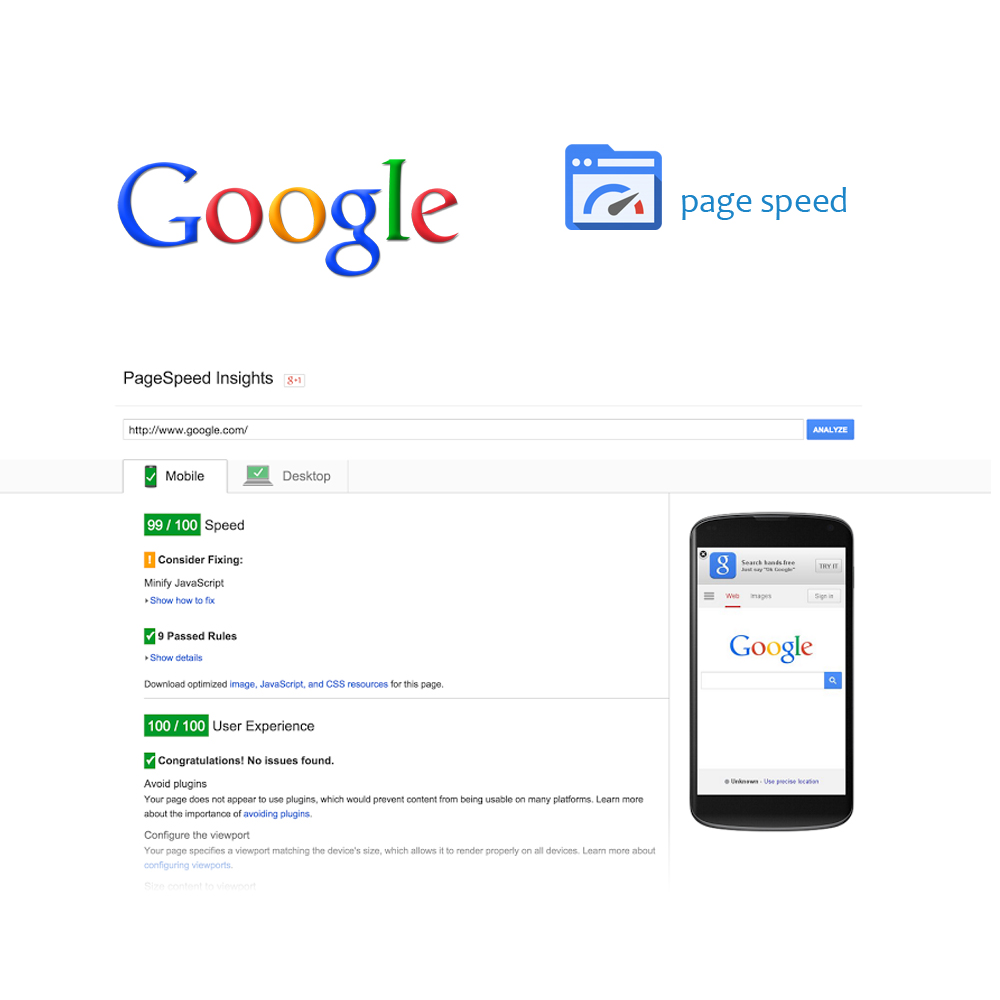 Google
page speed
PageSpeed Insights
g+1
http://www.google.com/
ANALYZE
Mobile
Desktop
99 / 100 Speed
! Consider Fixing:
Minify JavaScript
Show how to fix
9 Passed Rules
Show details
Download optimized image, JavaScript, and CSS resources for this page.
100 / 100 User Experience
Congratulations! No issues found.
Avoid plugins
Your page does not appear to use plugins, which would prevent content from being usable on many platforms. Learn more
about the importance of avoiding plugins.
Configure the viewport
Your page specifies a viewport matching the device's size, which allows it to render properly on all devices. Learn more about
configuring viewports.
Size content to viewport
g
Search hands-free
Just say "Ok Google"
TRY IT
Web
Images
Sign in
Google
Unknown - Use precise location